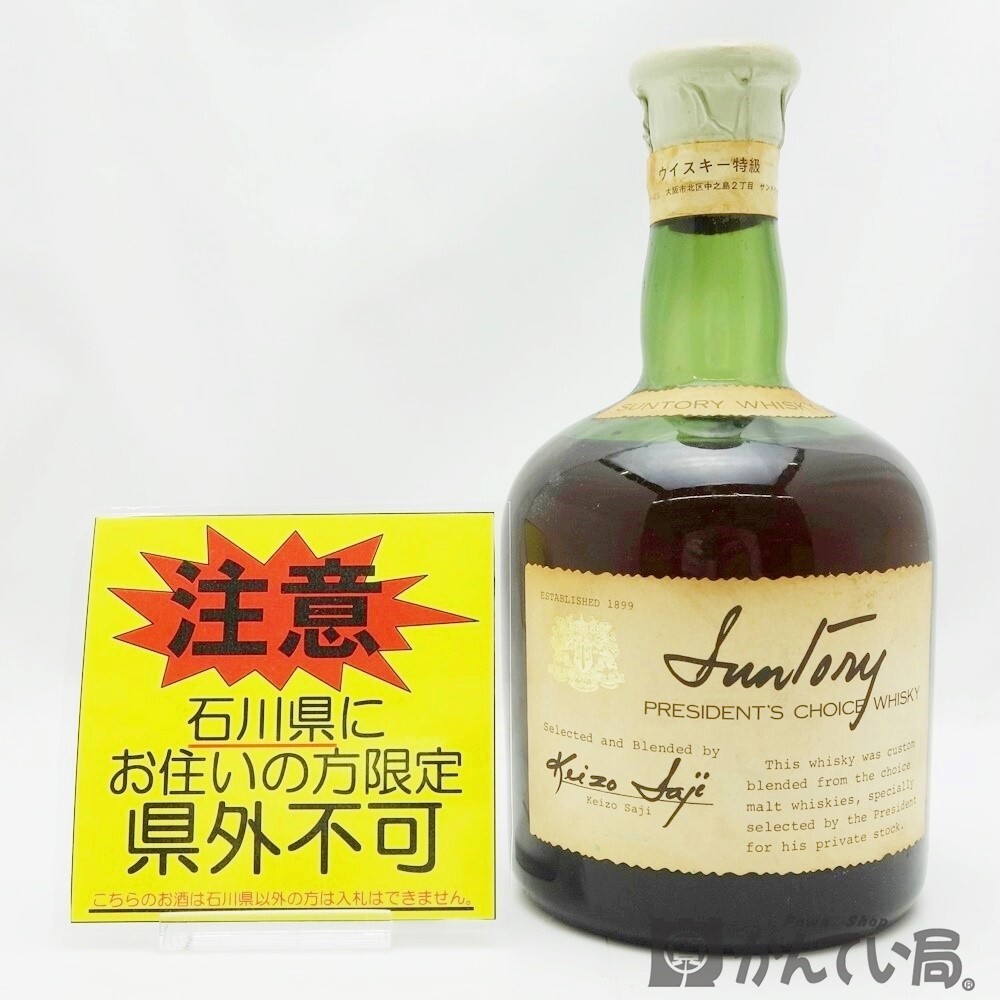 注意
石川県に
お住いの方限定
県外不可
こちらのお酒は石川県以外の方は入札はできません。
ウイスキー特級
大阪市北区中之島2丁目
SUNTORY WHISKY
ESTABLISHED 1899
Suntory
PRESIDENT'S CHOICE WHISKY
Selected and Blended by
Keizo Saji
Keizo Saji
This whisky was custom
blended from the choice
malt whiskies, specially
selected by the President
for his private stock.
Pawn Shop
かんてい局®